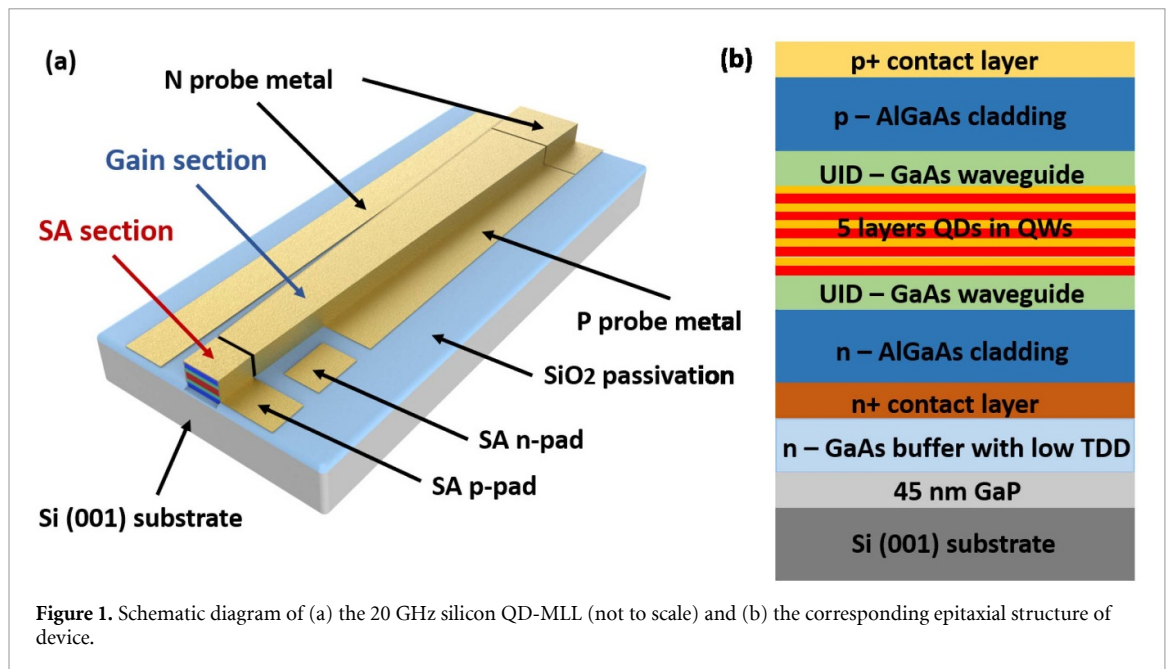 (a)
N probe metal
Gain section
SA section
P probe metal
SiO2 passivation
SA n-pad
SA p-pad
Si (001) substrate
(b)
p+ contact layer
p – AlGaAs cladding
UID – GaAs waveguide
5 layers QDs in QWs
UID – GaAs waveguide
n – AlGaAs cladding
n+ contact layer
n – GaAs buffer with low TDD
45 nm GaP
Si (001) substrate
Figure 1. Schematic diagram of (a) the 20 GHz silicon QD-MLL (not to scale) and (b) the corresponding epitaxial structure of
device.